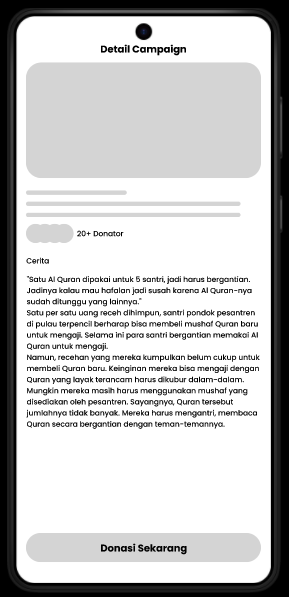 Detail Campaign
20+ Donator
Cerita
"Satu Al Quran dipakai untuk 5 santri, jadi harus bergantian.
Jadinya kalau mau hafalan jadi susah karena Al Quran-nya
sudah ditunggu yang lainnya."
Satu per satu uang receh dihimpun, santri pondok pesantren
di pulau terpencil berharap bisa membeli mushaf Quran baru
untuk mengaji. Selama ini para santri bergantian memakai Al
Quran untuk mengaji.
Namun, recehan yang mereka kumpulkan belum cukup untuk
membeli Quran baru. Keinginan mereka bisa mengaji dengan
Quran yang layak terancam harus dikubur dalam-dalam.
Mungkin mereka masih harus menggunakan mushaf yang
disediakan oleh pesantren. Sayangnya, Quran tersebut
jumlahnya tidak banyak. Mereka harus mengantri, membaca
Quran secara bergantian dengan teman-temannya.
Donasi Sekarang